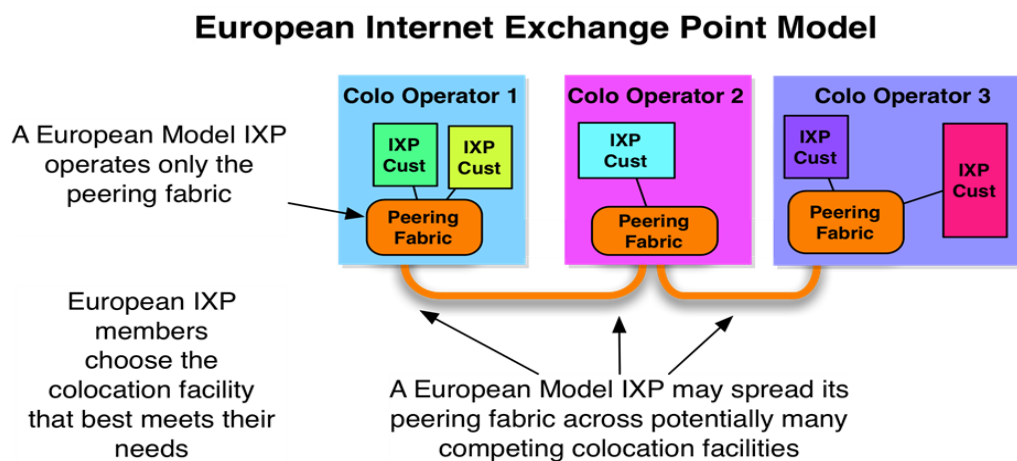 European Internet Exchange Point Model
Colo Operator 1
Colo Operator 2
Colo Operator 3
A European Model IXP
operates only the
peering fabric
IXP
Cust
IXP
Cust
IXP
Cust
IXP
Cust
IXP
Cust
Peering
Fabric
Peering
Fabric
Peering
Fabric
European IXP
members
choose the
colocation facility
that best meets their
needs
A European Model IXP may spread its
peering fabric across potentially many
competing colocation facilities